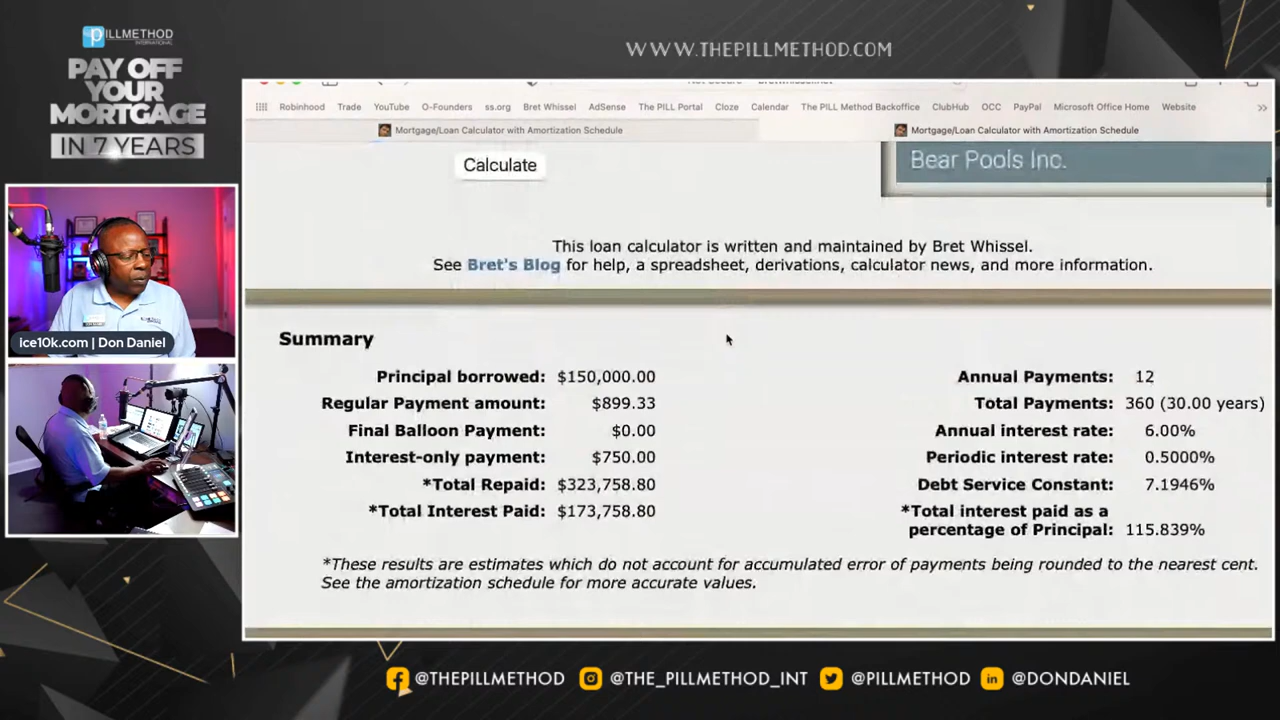 PILLMETHOD
INTERNATIONAL
PAY OFF
YOUR
MORTGAGE
IN 7 YEARS
WWW.THEPILLMETHOD.COM
Robinhood Trade YouTube O-Founders ss.org Bret Whissel AdSense The PILL Portal Cloze Calendar The PILL Method Backoffice ClubHub OCC PayPal Microsoft Office Home Website >>
Mortgage/Loan Calculator with Amortization Schedule Mortgage/Loan Calculator with Amortization Schedule
Calculate
Bear Pools Inc.
This loan calculator is written and maintained by Bret Whissel.
See Bret's Blog for help, a spreadsheet, derivations, calculator news, and more information.
Summary
Principal borrowed: $150,000.00
Regular Payment amount: $899.33
Final Balloon Payment: $0.00
Interest-only payment: $750.00
*Total Repaid: $323,758.80
*Total Interest Paid: $173,758.80
Annual Payments: 12
Total Payments: 360 (30.00 years)
Annual interest rate: 6.00%
Periodic interest rate: 0.5000%
Debt Service Constant: 7.1946%
*Total interest paid as a
percentage of Principal: 115.839%
*These results are estimates which do not account for accumulated error of payments being rounded to the nearest cent.
See the amortization schedule for more accurate values.
ice10k.com | Don Daniel
@THEPILLMETHOD @THE_PILLMETHOD_INT @PILLMETHOD @DONDANIEL